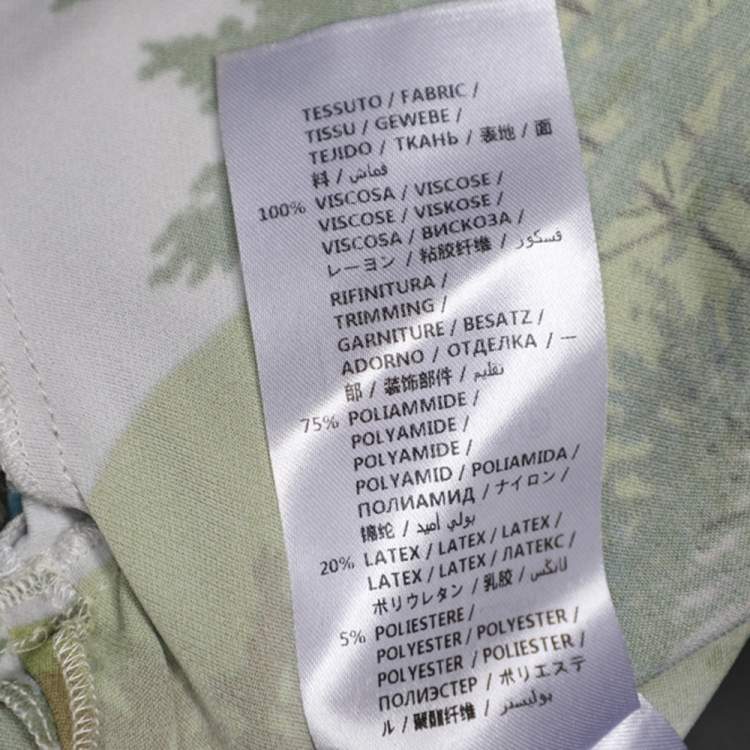 TESSUTO / FABRIC /
TISSU / GEWEBE /
TEJIDO / ТКАНЬ / 表地 / 面
料 / قماش
100% VISCOSA / VISCOSE /
VISCOSE / VISKOSE /
VISCOSA / ВИСКОЗА /
レーヨン / 粘胶纤维 / فسكوز
RIFINITURA /
TRIMMING /
GARNITURE / BESATZ /
ADORNO / ОТДЕЛКА / 一
部 / 装饰部件 / تقليم
75% POLIAMMIDE /
POLYAMIDE /
POLYAMIDE /
POLYAMID / POLIAMIDA /
ПОЛИАМИД / ナイロン /
锦纶 / بولي أميد
20% LATEX / LATEX / LATEX /
LATEX / LATEX / ЛАТЕКС /
ポリウレタン / 乳胶 / لاتكس
5% POLIESTERE /
POLYESTER / POLYESTER /
POLYESTER / POLIESTER /
ПОЛИЭСТЕР / ポリエステ
ル / 聚酯纤维 / بوليستر